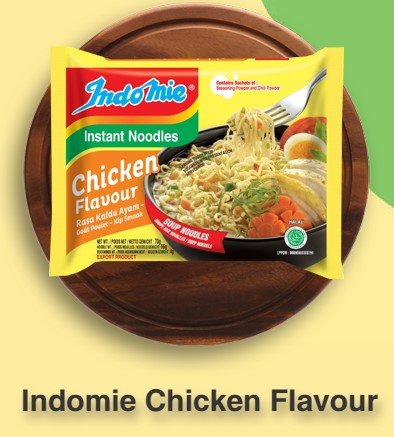 Indomie
Contains Sachets of :
Seasoning Powder and Chili Powder
Instant Noodles
Chicken
Flavour
Rasa Kaldu Ayam -
Goût Poulet - Kip Smaak
SOUP NOODLES
HALAL
EXPORT PRODUCT
Indomie Chicken Flavour